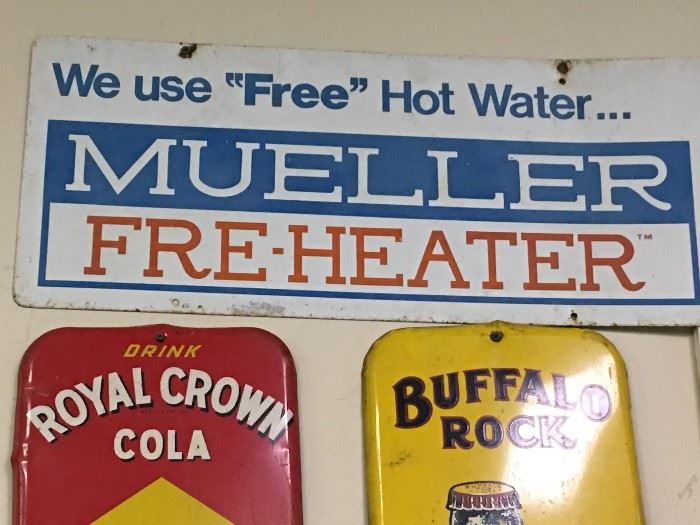 We use "Free" Hot Water...
MUELLER
FRE-HEATER™
DRINK
ROYAL CROWN
COLA
BUFFALO
ROCK